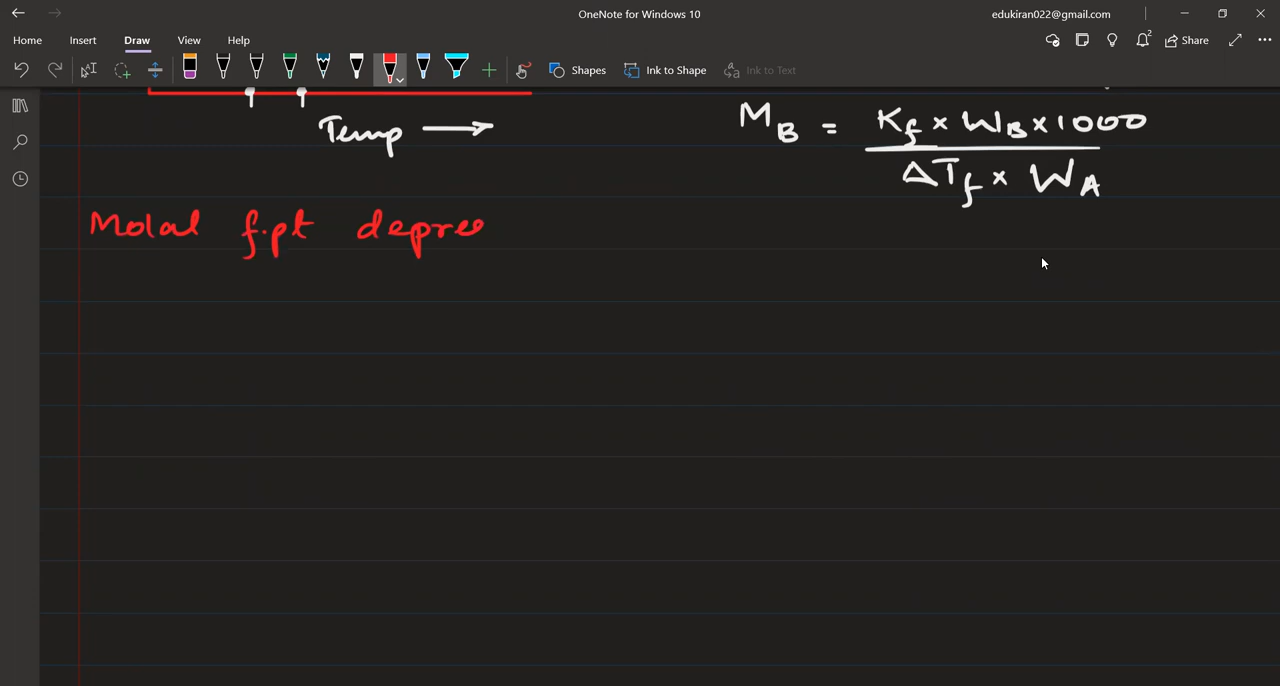 OneNote for Windows 10
edukiran022@gmail.com
Home Insert Draw View Help
Share
Shapes Ink to Shape Ink to Text
Temp →
M_B = K_f × W_B × 1000
ΔT_f × W_A
Molal f.pt depres